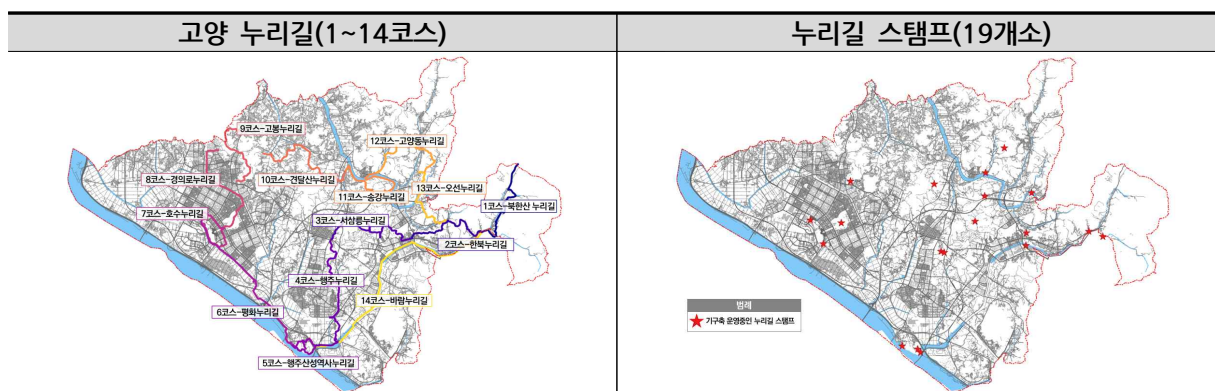 고양 누리길(1~14코스)
누리길 스탬프(19개소)
9코스-고봉누리길
12코스-고양동누리길
8코스-경의로누리길
10코스-견달산누리길
13코스-오선누리길
11코스-송강누리길
1코스-북한산 누리길
7코스-호수누리길
3코스-서삼릉누리길
2코스-한북누리길
4코스-행주누리길
14코스-바람누리길
6코스-평화누리길
5코스-행주산성역사누리길
범례
기구축 운영중인 누리길 스탬프